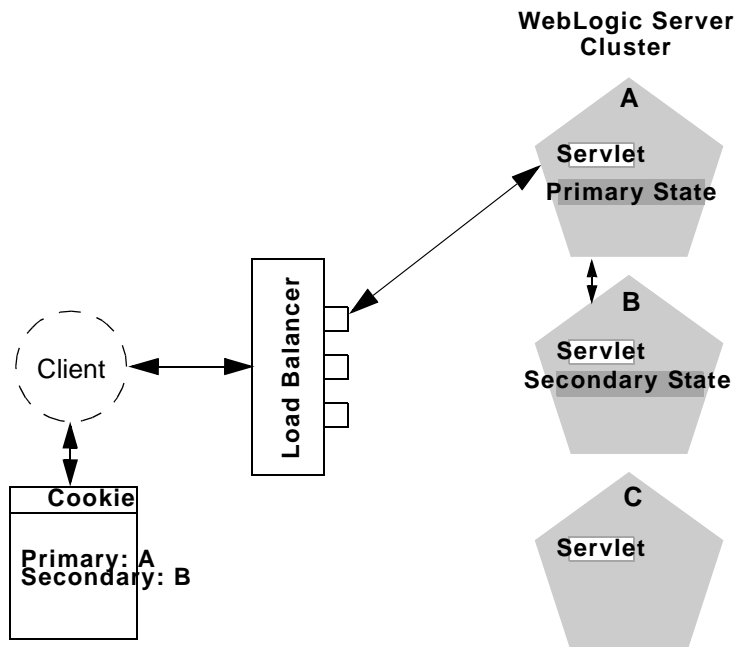 WebLogic Server
Cluster
A
Servlet
Primary State
B
Servlet
Secondary State
C
Servlet
Load Balancer
Client
Cookie
Primary: A
Secondary: B